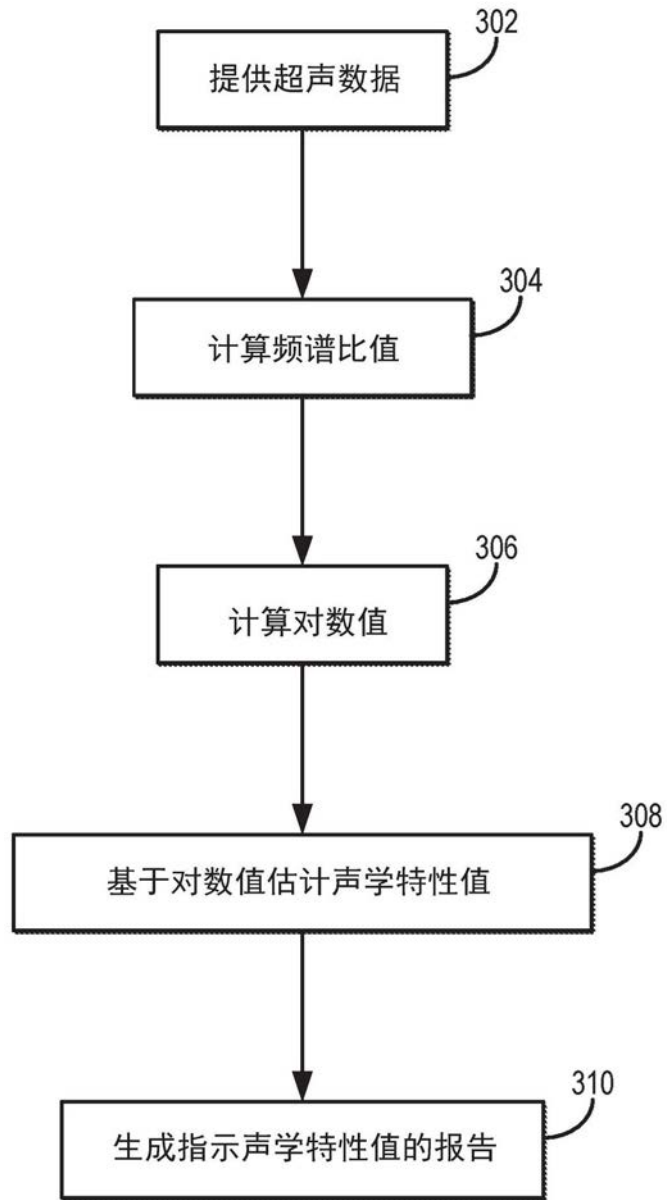 302
提供超声数据
304
计算频谱比值
306
计算对数值
308
基于对数值估计声学特性值
310
生成指示声学特性值的报告